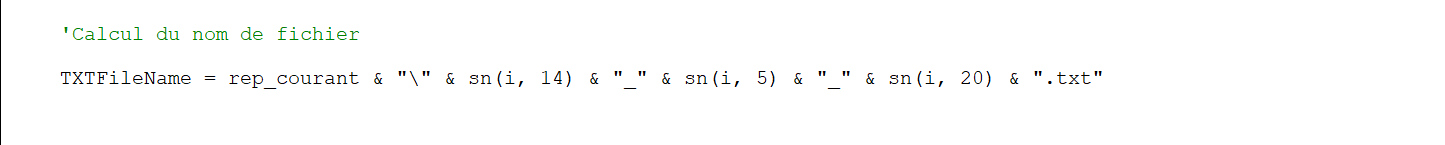 'Calcul du nom de fichier
TXTFileName = rep_courant & "\" & sn(i, 14) & "_" & sn(i, 5) & "_" & sn(i, 20) & ".txt"